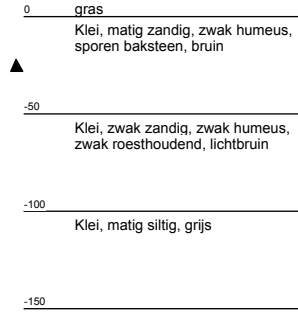 0 gras
Klei, matig zandig, zwak humeus,
sporen baksteen, bruin
-50
Klei, zwak zandig, zwak humeus,
zwak roesthoudend, lichtbruin
-100
Klei, matig siltig, grijs
-150